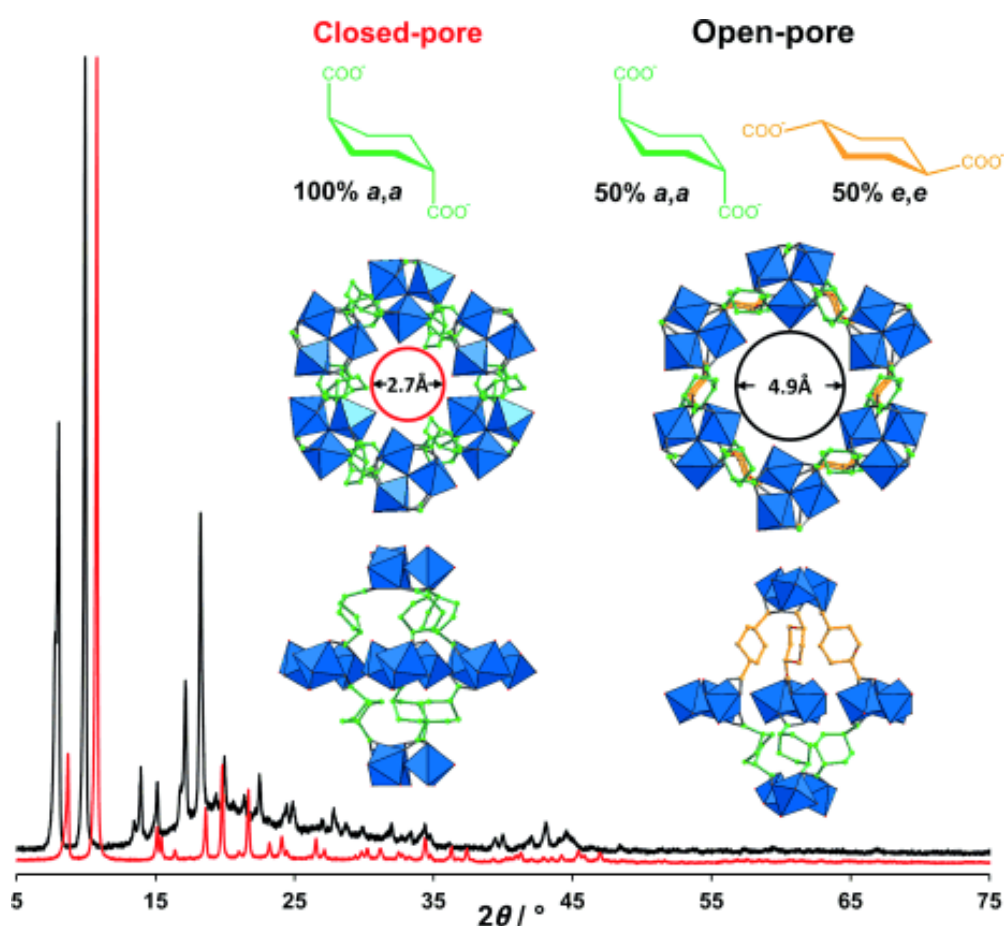 Closed-pore
Open-pore
COO⁻
COO⁻
COO⁻
COO⁻
100% a,a
COO⁻
50% a,a
COO⁻
50% e,e
2.7Å
4.9Å
5 15 25 35 45 55 65 75
2θ / °